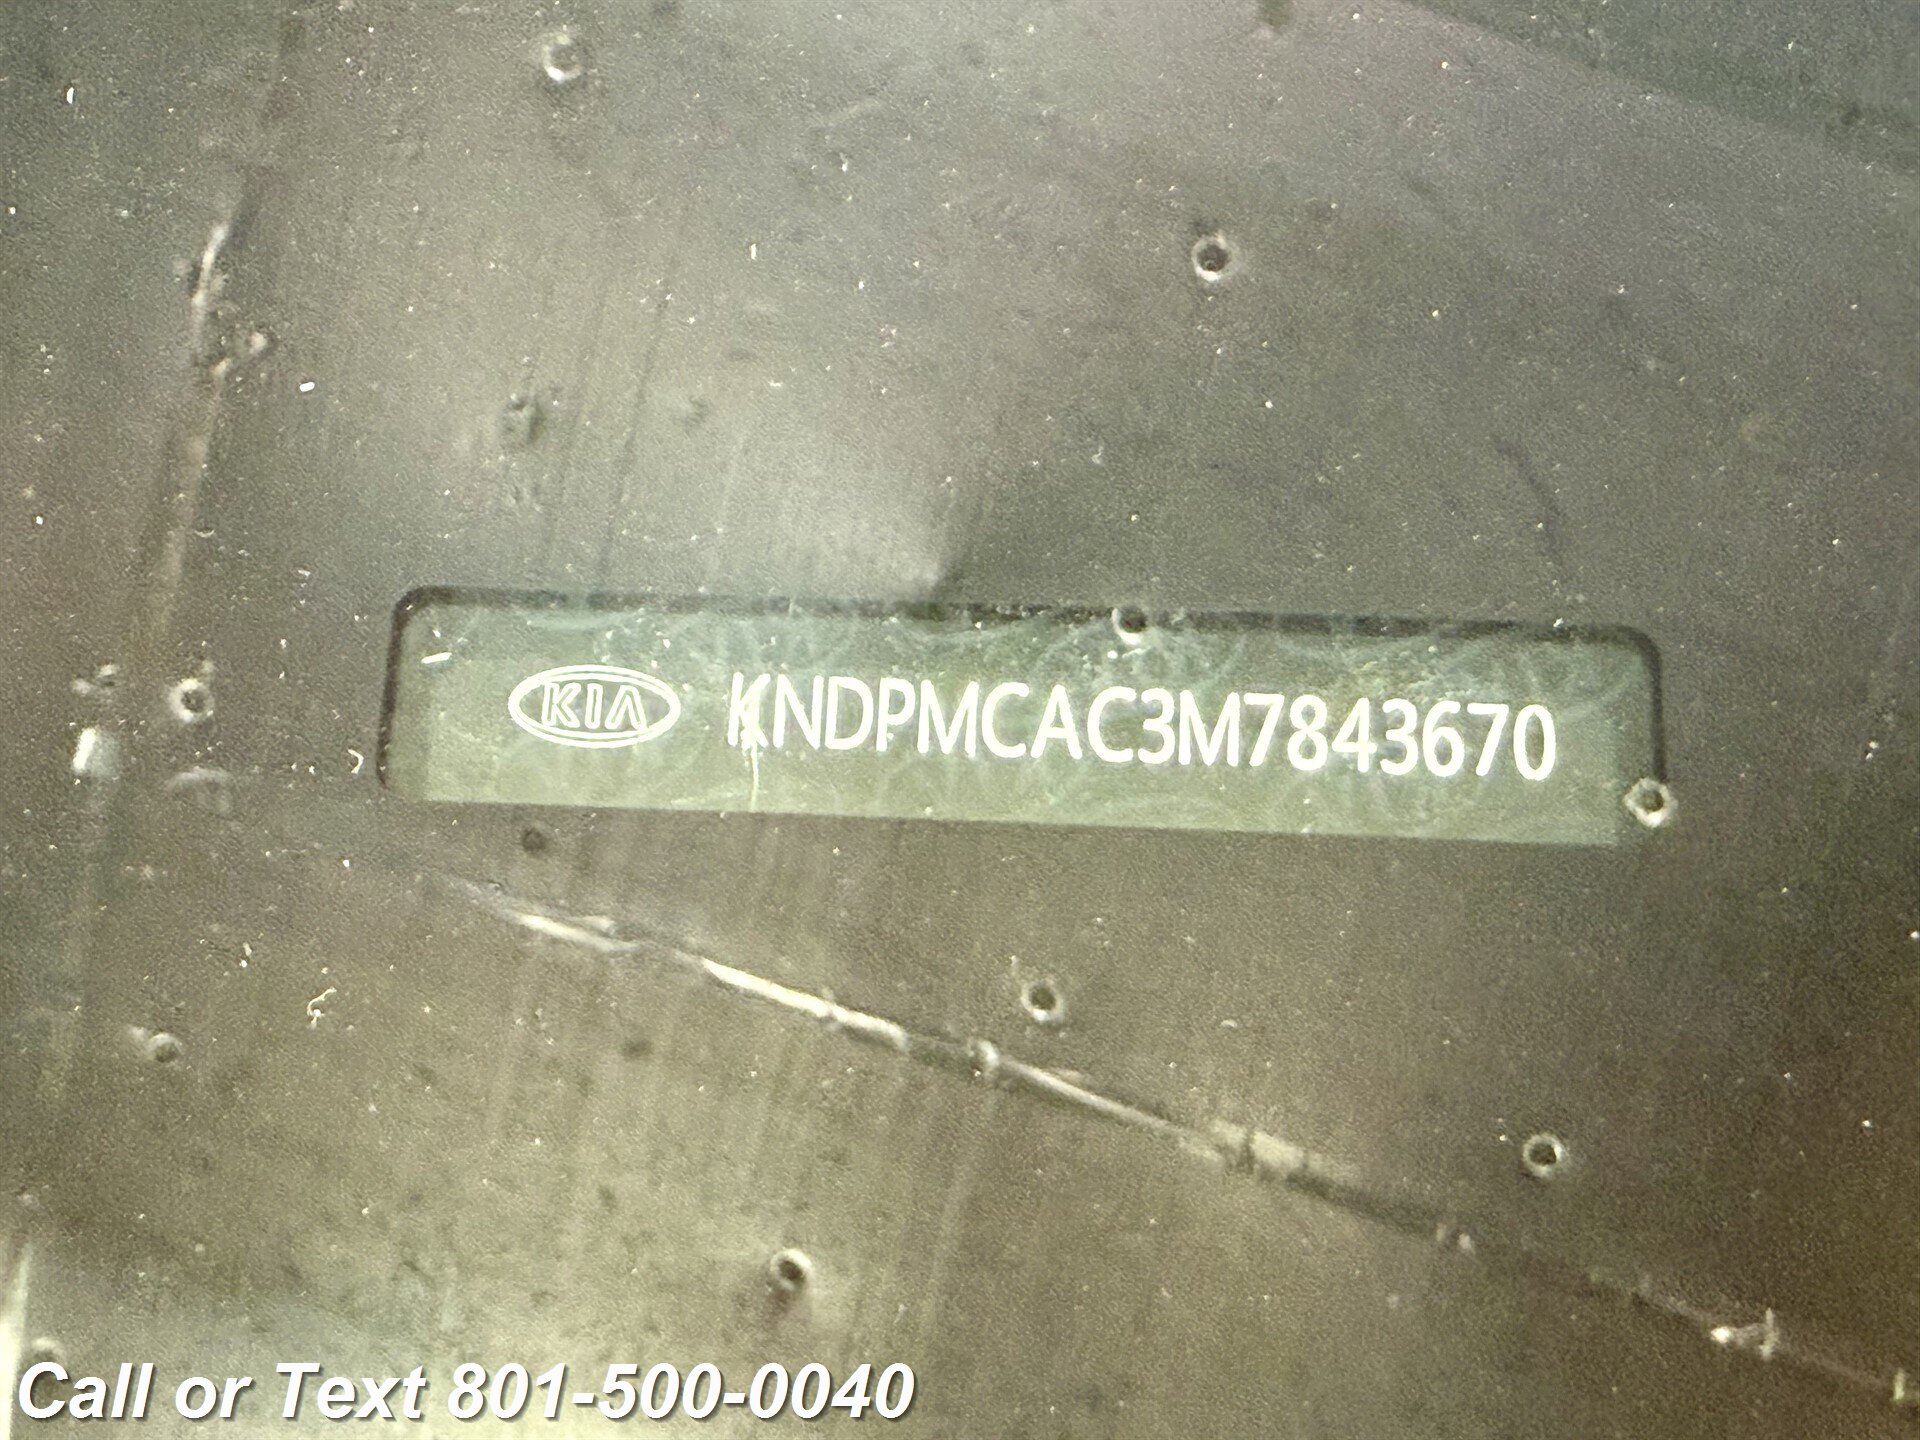 KIA KNDPMCAC3M7843670
Call or Text 801-500-0040